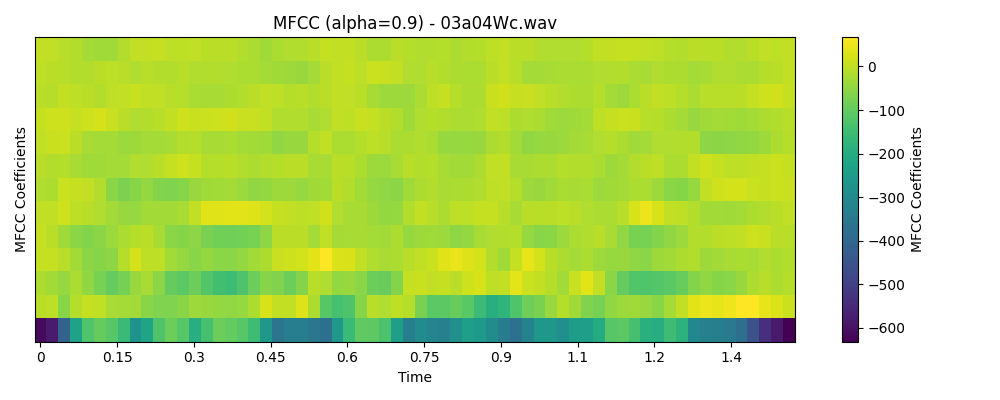 MFCC (alpha=0.9) - 03a04Wc.wav
MFCC Coefficients
0 0.15 0.3 0.45 0.6 0.75 0.9 1.1 1.2 1.4
Time
0
−100
−200
−300
−400
−500
−600
MFCC Coefficients